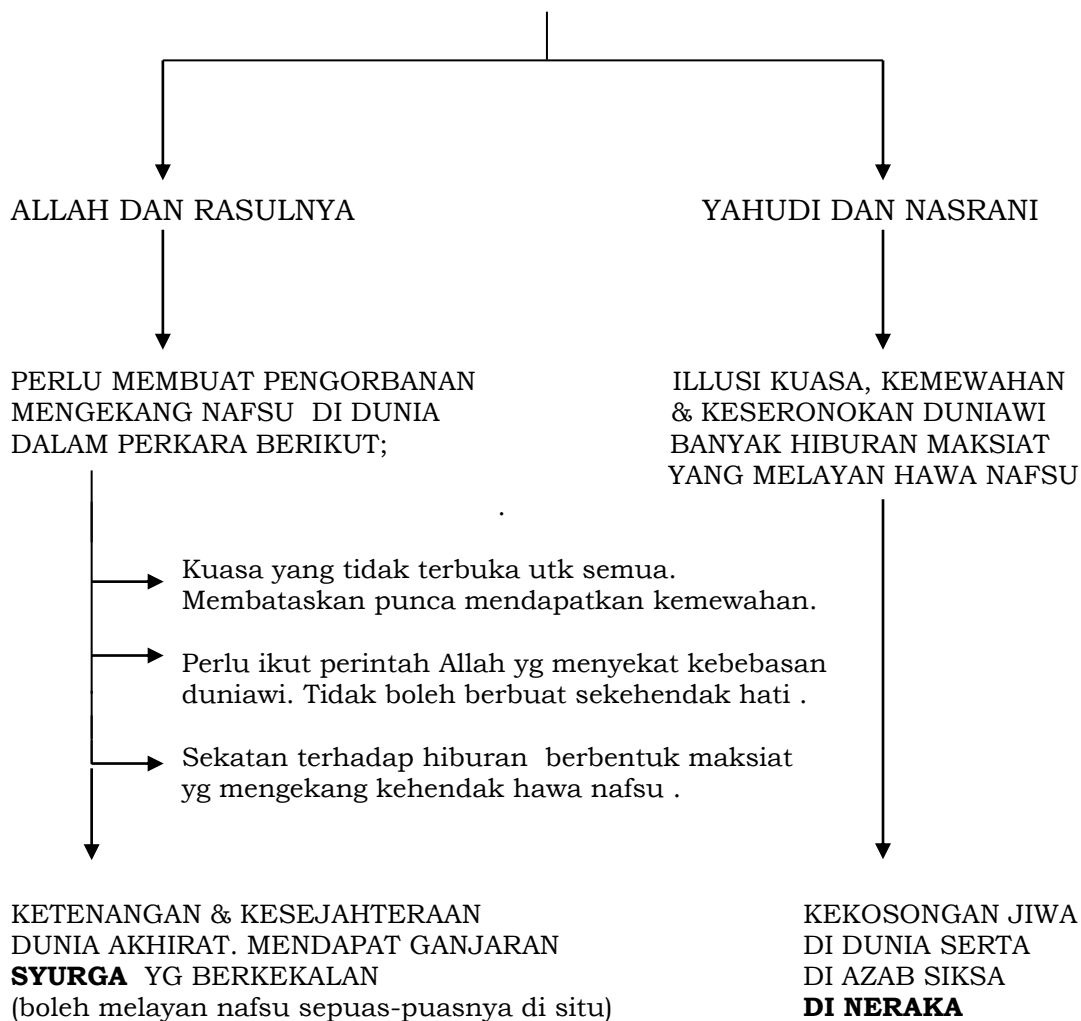 ALLAH DAN RASULNYA
YAHUDI DAN NASRANI
PERLU MEMBUAT PENGORBANAN
MENGEKANG NAFSU DI DUNIA
DALAM PERKARA BERIKUT;
ILLUSI KUASA, KEMEWAHAN
& KESERONOKAN DUNIAWI
BANYAK HIBURAN MAKSIAT
YANG MELAYAN HAWA NAFSU
.
Kuasa yang tidak terbuka utk semua.
Membataskan punca mendapatkan kemewahan.
Perlu ikut perintah Allah yg menyekat kebebasan
duniawi. Tidak boleh berbuat sekehendak hati .
Sekatan terhadap hiburan berbentuk maksiat
yg mengekang kehendak hawa nafsu .
KETENANGAN & KESEJAHTERAAN
DUNIA AKHIRAT. MENDAPAT GANJARAN
SYURGA YG BERKEKALAN
(boleh melayan nafsu sepuas-puasnya di situ)
KEKOSONGAN JIWA
DI DUNIA SERTA
DI AZAB SIKSA
DI NERAKA